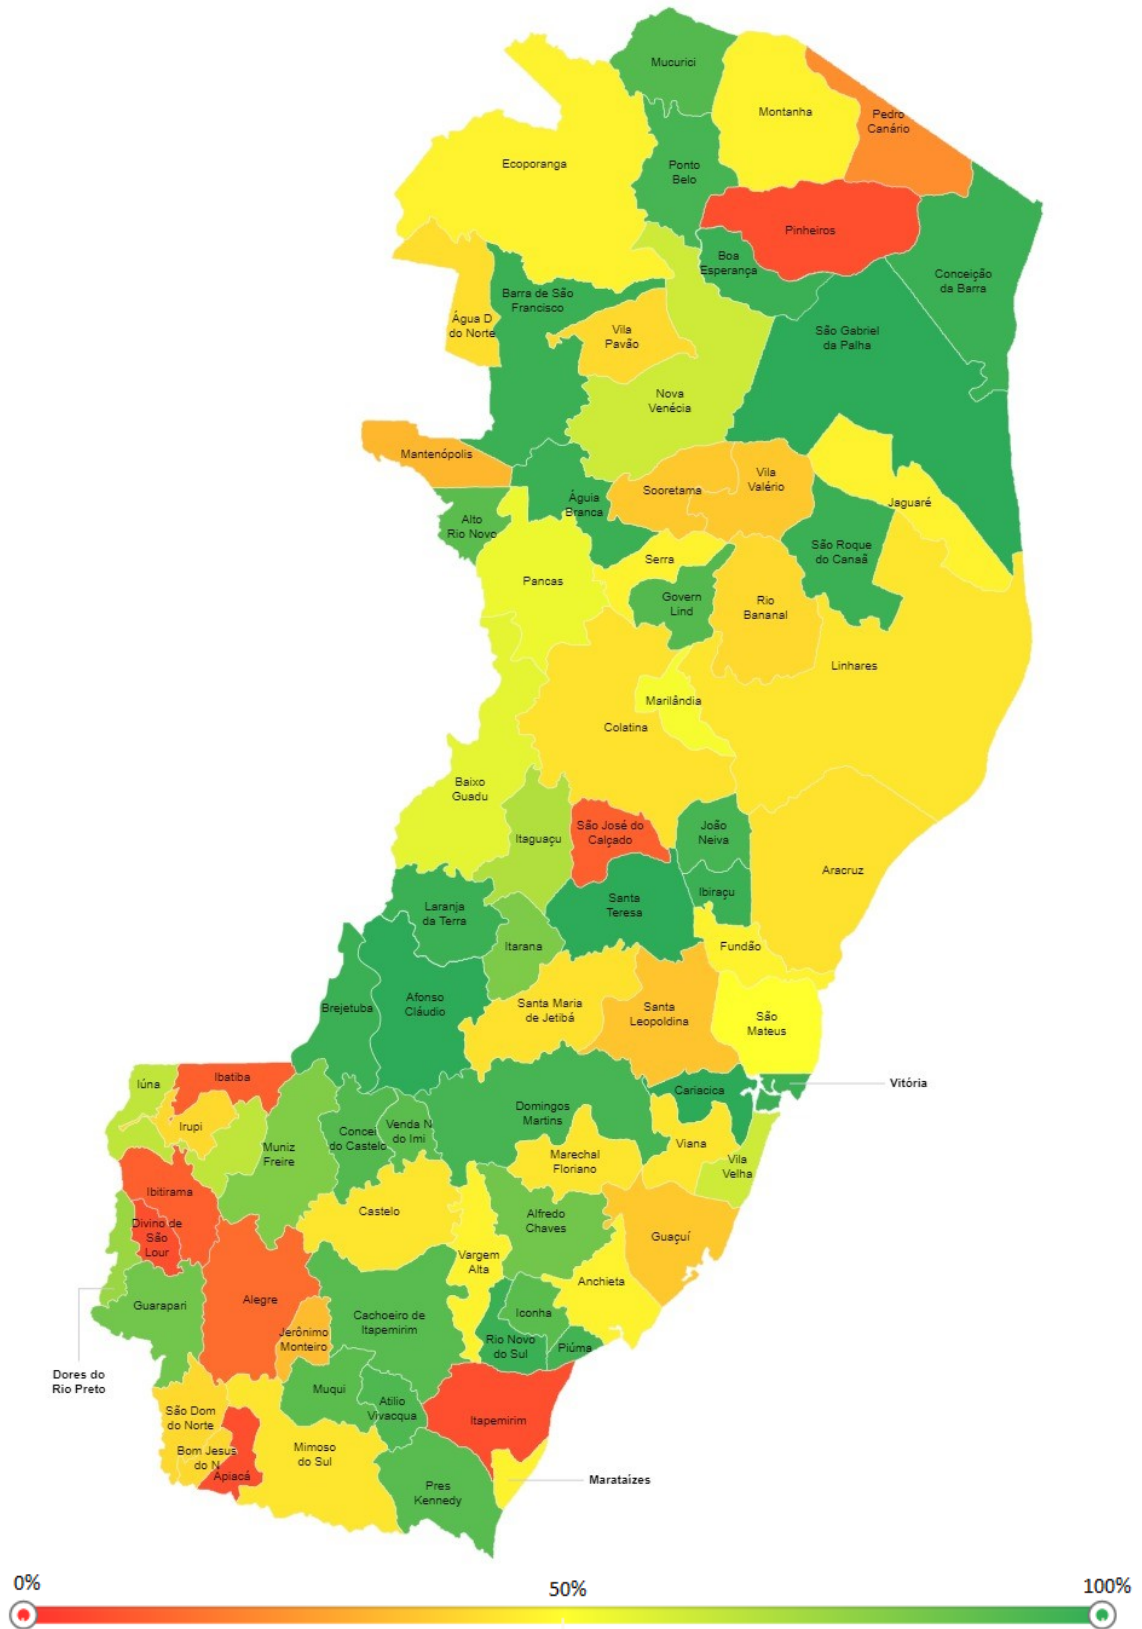 Mucurici
Montanha
Pedro
Canário
Ecoporanga
Ponto
Belo
Pinheiros
Boa
Esperança
Conceição
da Barra
Barra de São
Francisco
Água D
do Norte
Vila
Pavão
São Gabriel
da Palha
Nova
Venécia
Mantenópolis
Sooretama
Vila
Valério
Águia
Branca
Jaguaré
Alto
Rio Novo
São Roque
do Canaã
Serra
Pancas
Govern
Lind
Rio
Bananal
Linhares
Marilândia
Colatina
Baixo
Guadu
Itaguaçu
São José do
Calçado
João
Neiva
Aracruz
Ibiraçu
Laranja
da Terra
Santa
Teresa
Itarana
Fundão
Brejetuba
Afonso
Cláudio
Santa Maria
de Jetibá
Santa
Leopoldina
São
Mateus
Iúna
Ibatiba
Vitória
Cariacica
Irupi
Concei
do Castelo
Venda N
do Imi
Domingos
Martins
Muniz
Freire
Viana
Marechal
Floriano
Vila
Velha
Ibitirama
Castelo
Alfredo
Chaves
Divino de
São
Lour
Guaçuí
Vargem
Alta
Anchieta
Guarapari
Alegre
Cachoeiro de
Itapemirim
Iconha
Jerônimo
Monteiro
Rio Novo
do Sul
Piúma
Dores do
Rio Preto
Muqui
Atilio
Vivacqua
São Dom
do Norte
Itapemirim
Bom Jesus
do N
Mimoso
do Sul
Apiacá
Marataízes
Pres
Kennedy
0%
50%
100%